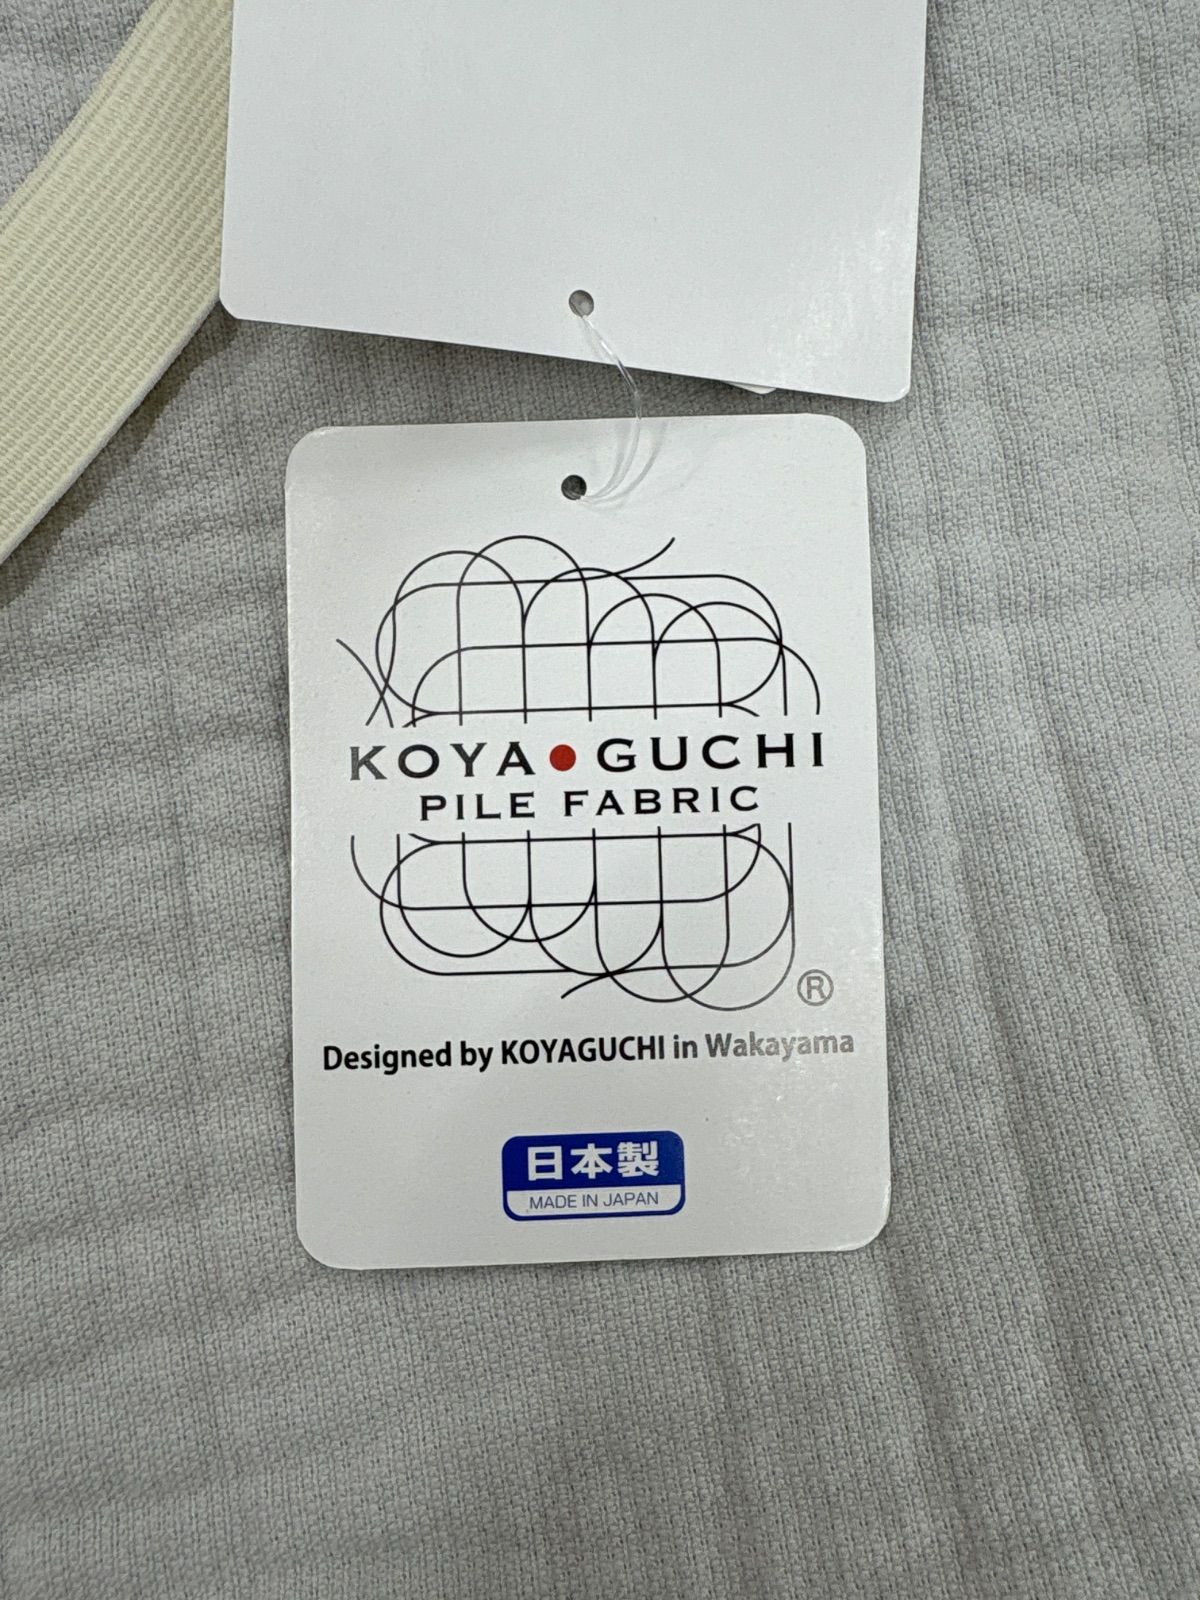 KOYA●GUCHI
PILE FABRIC
®
Designed by KOYAGUCHI in Wakayama
日本製
MADE IN JAPAN